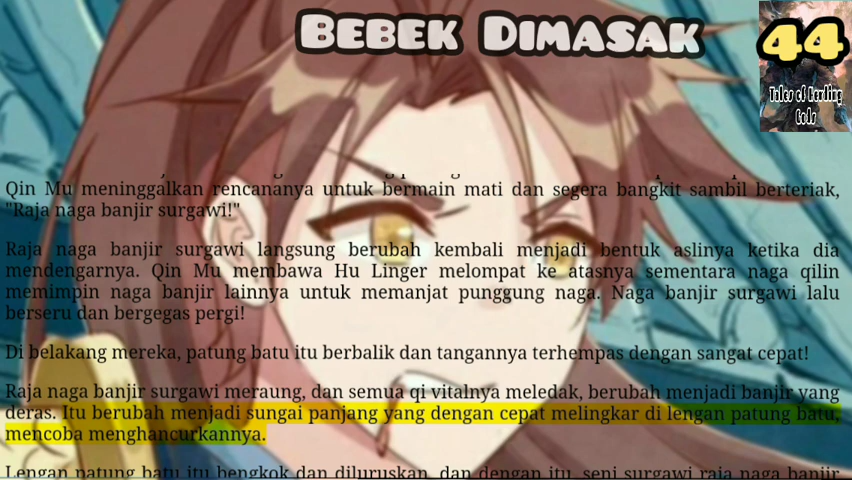 BEBEK DIMASAK
44
Tales of Herding
Gods
Qin Mu meninggalkan rencananya untuk bermain mati dan segera bangkit sambil berteriak,
"Raja naga banjir surgawi!"
Raja naga banjir surgawi langsung berubah kembali menjadi bentuk aslinya ketika dia
mendengarnya. Qin Mu membawa Hu Linger melompat ke atasnya sementara naga qilin
memimpin naga banjir lainnya untuk memanjat punggung naga. Naga banjir surgawi lalu
berseru dan bergegas pergi!
Di belakang mereka, patung batu itu berbalik dan tangannya terhempas dengan sangat cepat!
Raja naga banjir surgawi meraung, dan semua qi vitalnya meledak, berubah menjadi banjir yang
deras. Itu berubah menjadi sungai panjang yang dengan cepat melingkar di lengan patung batu,
mencoba menghancurkannya.
Lengan patung batu itu bengkok dan diluruskan, dan dengan itu, seni surgawi raja naga banjir